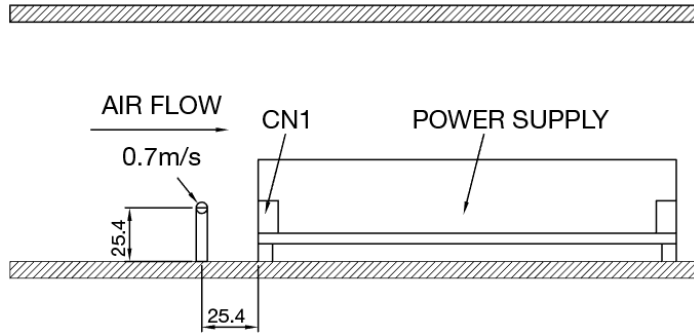 AIR FLOW
CN1
POWER SUPPLY
0.7m/s
25.4
25.4